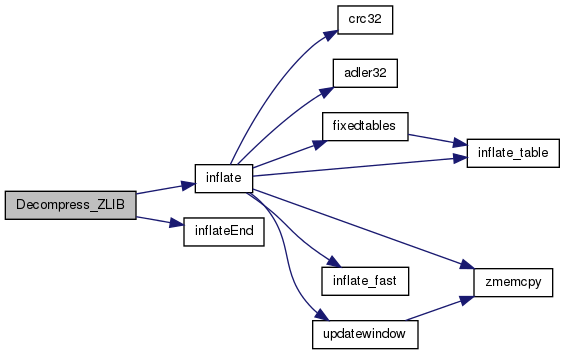 crc32
adler32
fixedtables
inflate_table
inflate
Decompress_ZLIB
inflateEnd
inflate_fast
zmemcpy
updatewindow